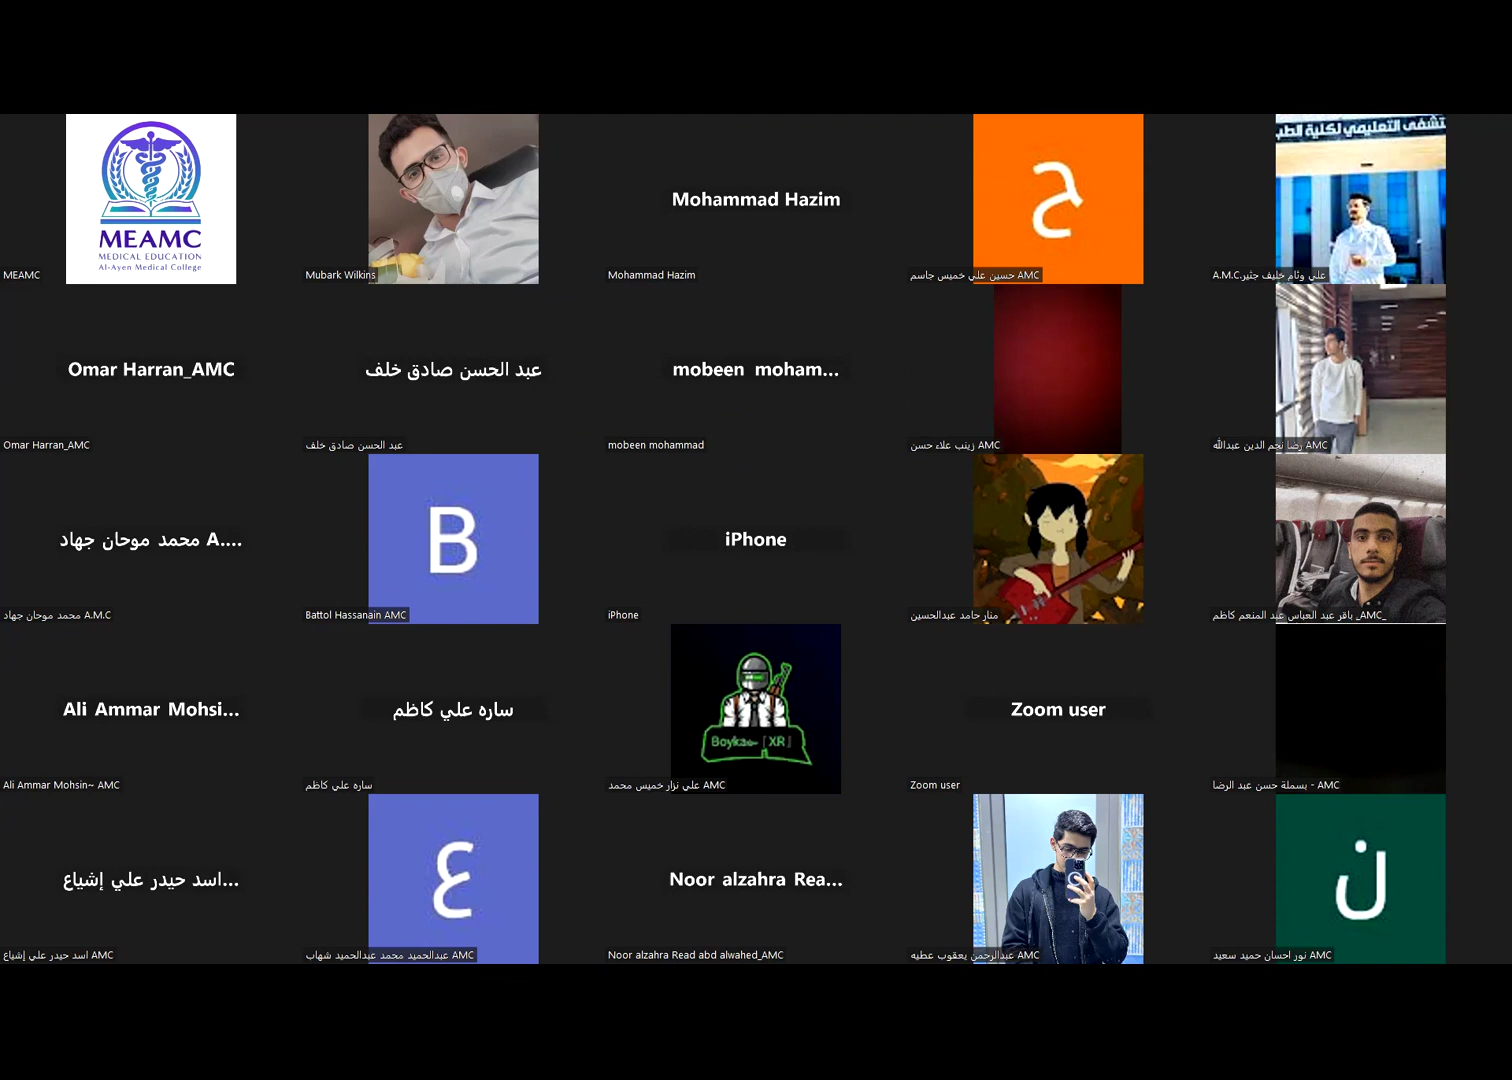 MEAMC
MEDICAL EDUCATION
Al-Ayen Medical College
MEAMC
Mubark Wilkins
Mohammad Hazim
Mohammad Hazim
ح
حسين علي خميس جاسم AMC
تشفى التعليمي لكلية الطب
علي وئام خليف جثير.A.M.C
Omar Harran_AMC
Omar Harran_AMC
عبد الحسن صادق خلف
عبد الحسن صادق خلف
mobeen moham...
mobeen mohammad
زينب علاء حسن AMC
رضا نجم الدين عبدالله AMC
محمد موحان جهاد A....
محمد موحان جهاد A.M.C
B
Battol Hassanain AMC
iPhone
iPhone
منار حامد عبدالحسين
باقر عبد العباس عبد المنعم كاظم _AMC_
Ali Ammar Mohsi...
Ali Ammar Mohsin~ AMC
ساره علي كاظم
ساره علي كاظم
Boyka [XR]
علي نزار خميس محمد AMC
Zoom user
Zoom user
بسملة حسن عبد الرضا - AMC
اسد حيدر علي إشياع...
اسد حيدر علي إشياع AMC
ع
عبدالحميد محمد عبدالحميد شهاب AMC
Noor alzahra Rea...
Noor alzahra Read abd alwahed_AMC
عبدالرحمن يعقوب عطيه AMC
ن
نور احسان حميد سعيد AMC